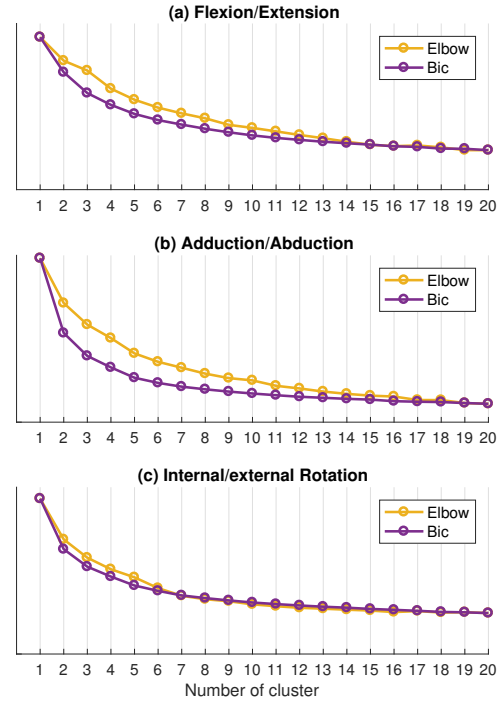 (a) Flexion/Extension
Elbow
Bic
1 2 3 4 5 6 7 8 9 10 11 12 13 14 15 16 17 18 19 20
(b) Adduction/Abduction
Elbow
Bic
1 2 3 4 5 6 7 8 9 10 11 12 13 14 15 16 17 18 19 20
(c) Internal/external Rotation
Elbow
Bic
1 2 3 4 5 6 7 8 9 10 11 12 13 14 15 16 17 18 19 20
Number of cluster